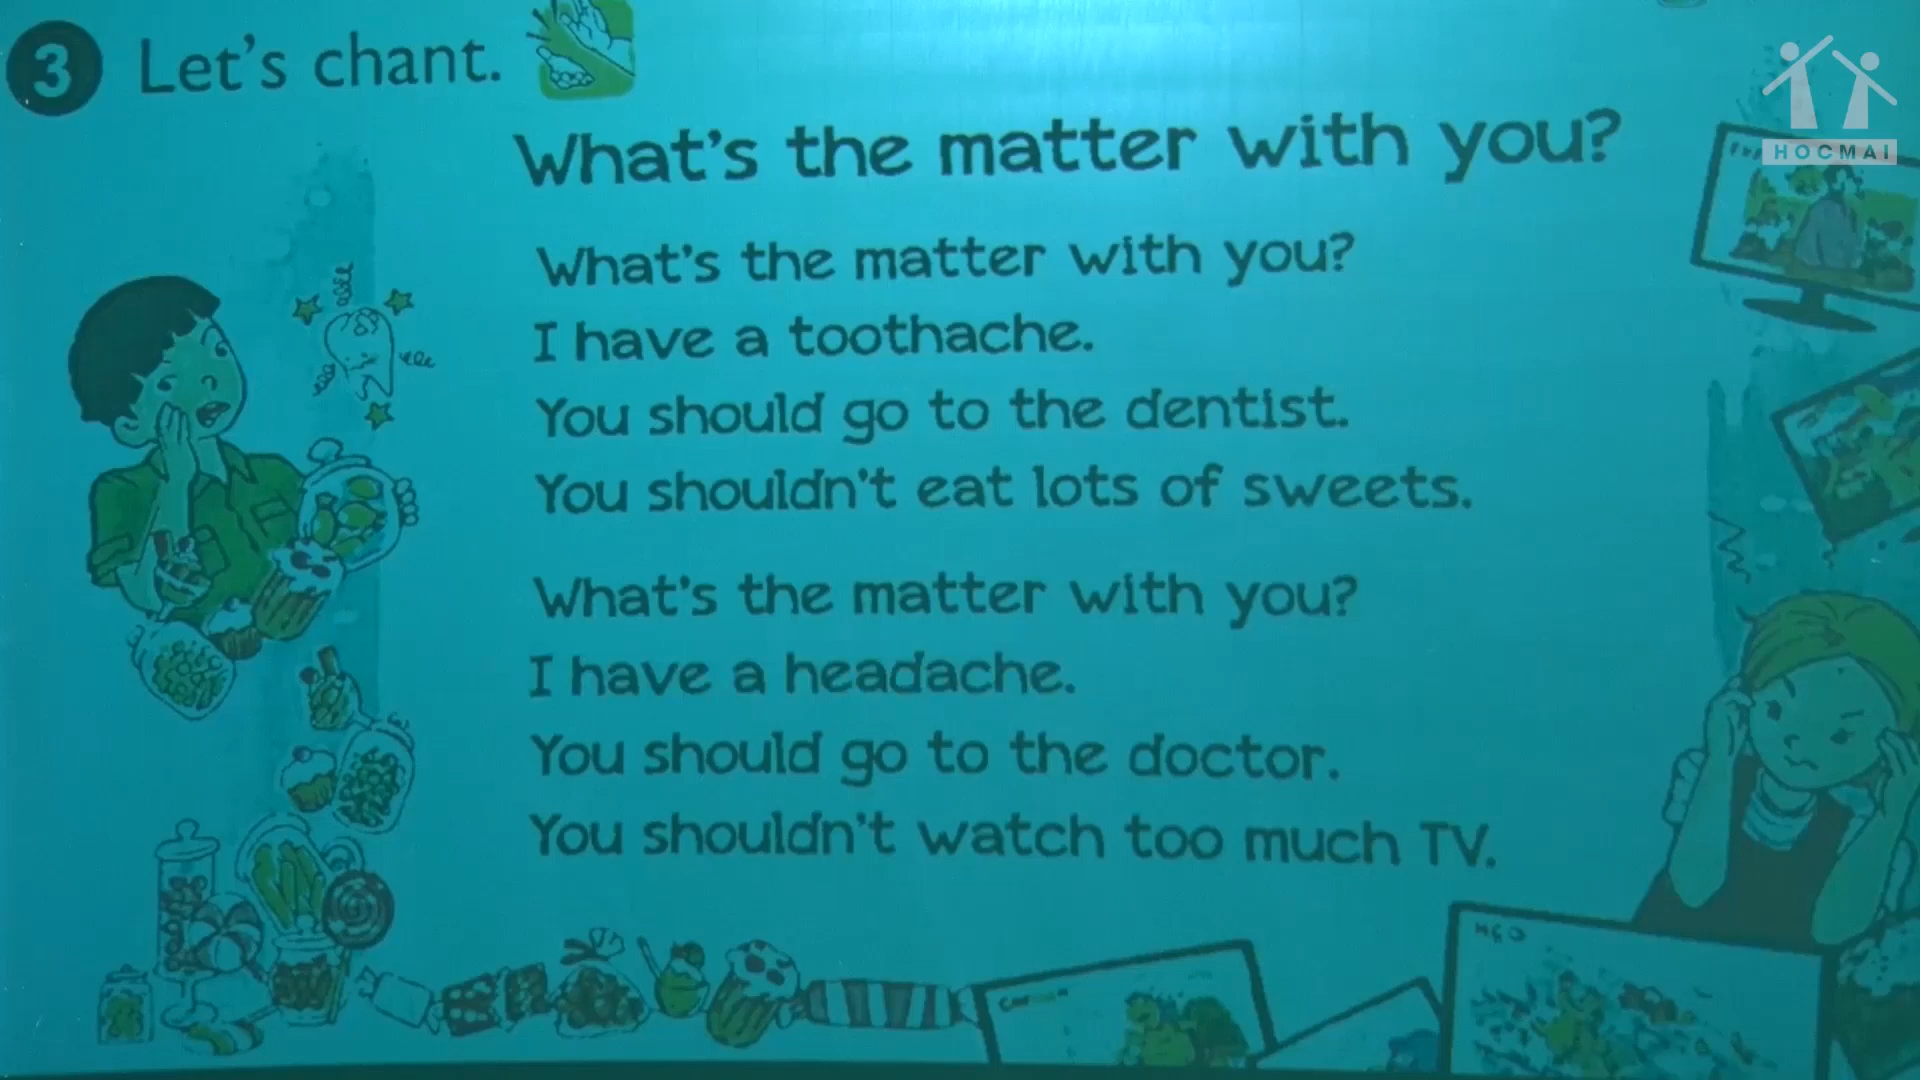 3 Let's chant.
HOCMAI
What's the matter with you?
What's the matter with you?
I have a toothache.
You should go to the dentist.
You shouldn't eat lots of sweets.
What's the matter with you?
I have a headache.
You should go to the doctor.
You shouldn't watch too much TV.